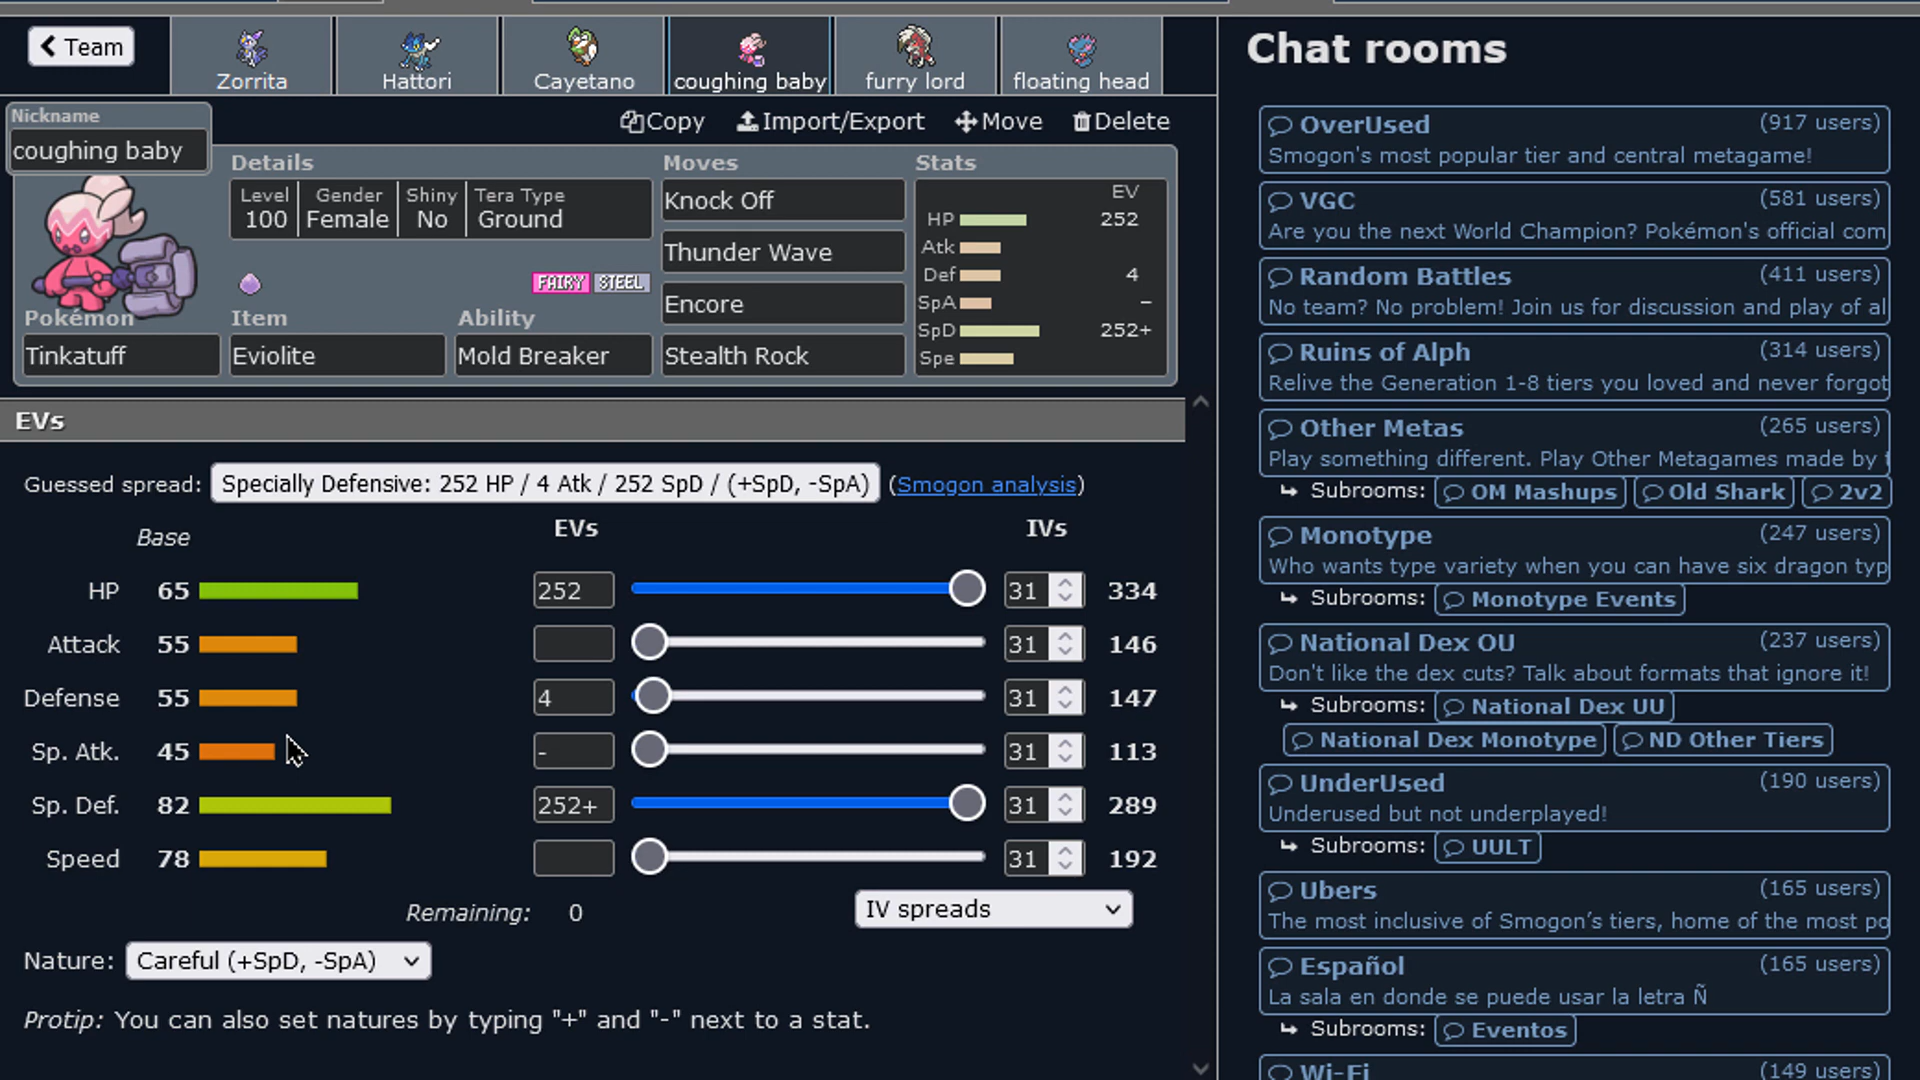 Team
Zorrita
Hattori
Cayetano
coughing baby
furry lord
floating head
Nickname
coughing baby
Copy
Import/Export
Move
Delete
Details
Level
100
Gender
Female
Shiny
No
Tera Type
Ground
FAIRY STEEL
Pokémon
Tinkatuff
Item
Eviolite
Ability
Mold Breaker
Moves
Knock Off
Thunder Wave
Encore
Stealth Rock
Stats
EV
HP 252
Atk
Def 4
SpA −
SpD 252+
Spe
EVs
Guessed spread: Specially Defensive: 252 HP / 4 Atk / 252 SpD / (+SpD, -SpA) (Smogon analysis)
Base EVs IVs
HP 65 252 31 334
Attack 55 31 146
Defense 55 4 31 147
Sp. Atk. 45 - 31 113
Sp. Def. 82 252+ 31 289
Speed 78 31 192
Remaining: 0 IV spreads
Nature: Careful (+SpD, -SpA)
Protip: You can also set natures by typing "+" and "-" next to a stat.
Chat rooms
OverUsed (917 users)
Smogon's most popular tier and central metagame!
VGC (581 users)
Are you the next World Champion? Pokémon's official com
Random Battles (411 users)
No team? No problem! Join us for discussion and play of al
Ruins of Alph (314 users)
Relive the Generation 1-8 tiers you loved and never forgot
Other Metas (265 users)
Play something different. Play Other Metagames made by
Subrooms: OM Mashups Old Shark 2v2
Monotype (247 users)
Who wants type variety when you can have six dragon typ
Subrooms: Monotype Events
National Dex OU (237 users)
Don't like the dex cuts? Talk about formats that ignore it!
Subrooms: National Dex UU
National Dex Monotype ND Other Tiers
UnderUsed (190 users)
Underused but not underplayed!
Subrooms: UULT
Ubers (165 users)
The most inclusive of Smogon's tiers, home of the most po
Español (165 users)
La sala en donde se puede usar la letra Ñ
Subrooms: Eventos
Wi-Fi (149 users)